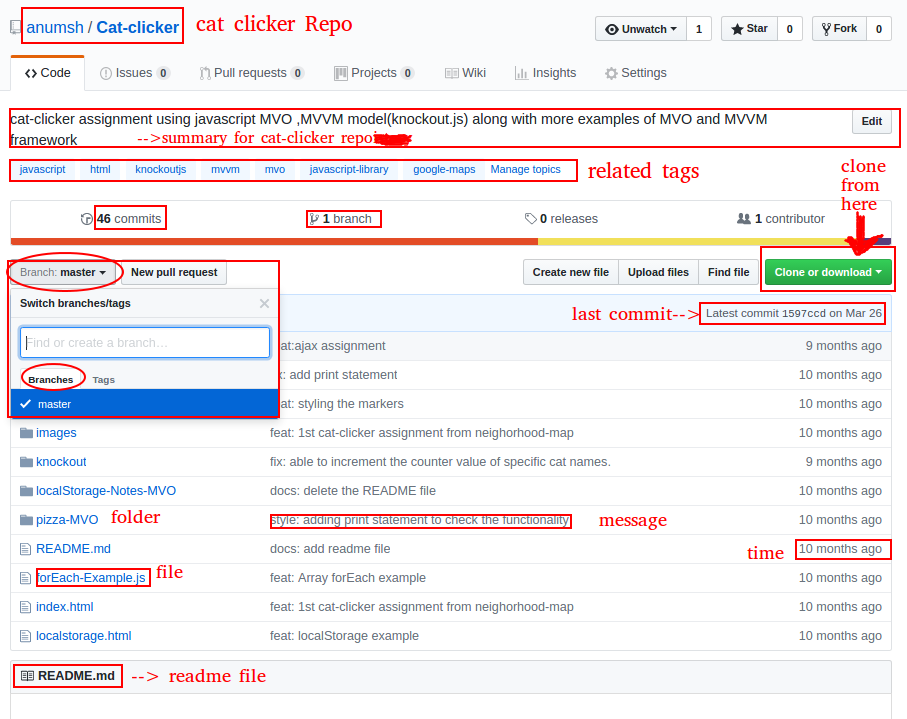 anumsh / Cat-clicker cat clicker Repo Unwatch 1 Star 0 Fork 0
Code Issues 0 Pull requests 0 Projects 0 Wiki Insights Settings
cat-clicker assignment using javascript MVO ,MVVM model(knockout.js) along with more examples of MVO and MVVM Edit
framework -->summary for cat-clicker repo
javascript html knockoutjs mvvm mvo javascript-library google-maps Manage topics related tags
clone
from
here
46 commits 1 branch 0 releases 1 contributor
Branch: master New pull request Create new file Upload files Find file Clone or download
Switch branches/tags
last commit--> Latest commit 1597ccd on Mar 26
Find or create a branch…
at:ajax assignment 9 months ago
Branches Tags
x: add print statement 10 months ago
master
at: styling the markers 10 months ago
images feat: 1st cat-clicker assignment from neighorhood-map 10 months ago
knockout fix: able to increment the counter value of specific cat names. 9 months ago
localStorage-Notes-MVO docs: delete the README file 10 months ago
pizza-MVO folder style: adding print statement to check the functionality message 10 months ago
README.md docs: add readme file time 10 months ago
forEach-Example.js file feat: Array forEach example 10 months ago
index.html feat: 1st cat-clicker assignment from neighorhood-map 10 months ago
localstorage.html feat: localStorage example 10 months ago
README.md --> readme file